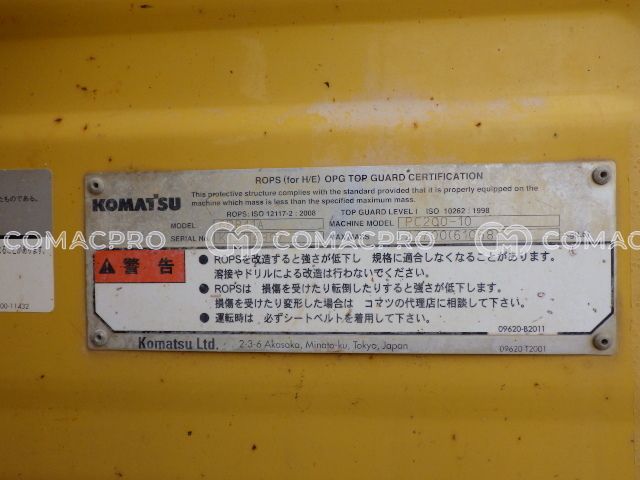 ROPS (for H/E) OPG TOP GUARD CERTIFICATION
This protective structure complies with the standard provided that it is properly equipped on the
KOMATSU machine which mass is less than the specified maximum mass.
ROPS: ISO 12117-2 : 2008 TOP GUARD LEVEL I ISO 10262 : 1998
MODEL MACHINE MODEL PC200-10
SERIAL No. MAX MASS
警告
● ROPSを改造すると強さが低下し 規格に適合しなくなることがあります。
溶接やドリルによる改造は行わないでください。
● ROPSは 損傷を受けたり転倒したりすると強さが低下します。
損傷を受けたり変形した場合は コマツの代理店に相談して下さい。
● 運転時は 必ずシートベルトを着用して下さい。
09620-B2011
Komatsu Ltd. 2-3-6 Akasaka, Minato-ku, Tokyo, Japan 09620-T2001
たものである。
00-11432
COMACPRO COMACPRO COMACPRO